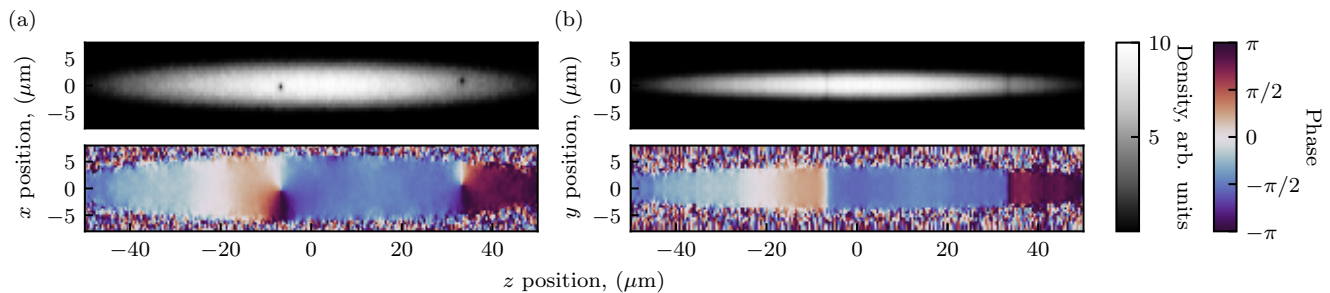 (a)
(b)
x position, (μm)
5
0
−5
5
0
−5
−40
−20
0
20
40
y position, (μm)
5
0
−5
5
0
−5
−40
−20
0
20
40
z position, (μm)
10
5
Density, arb. units
π
π/2
0
−π/2
−π
Phase